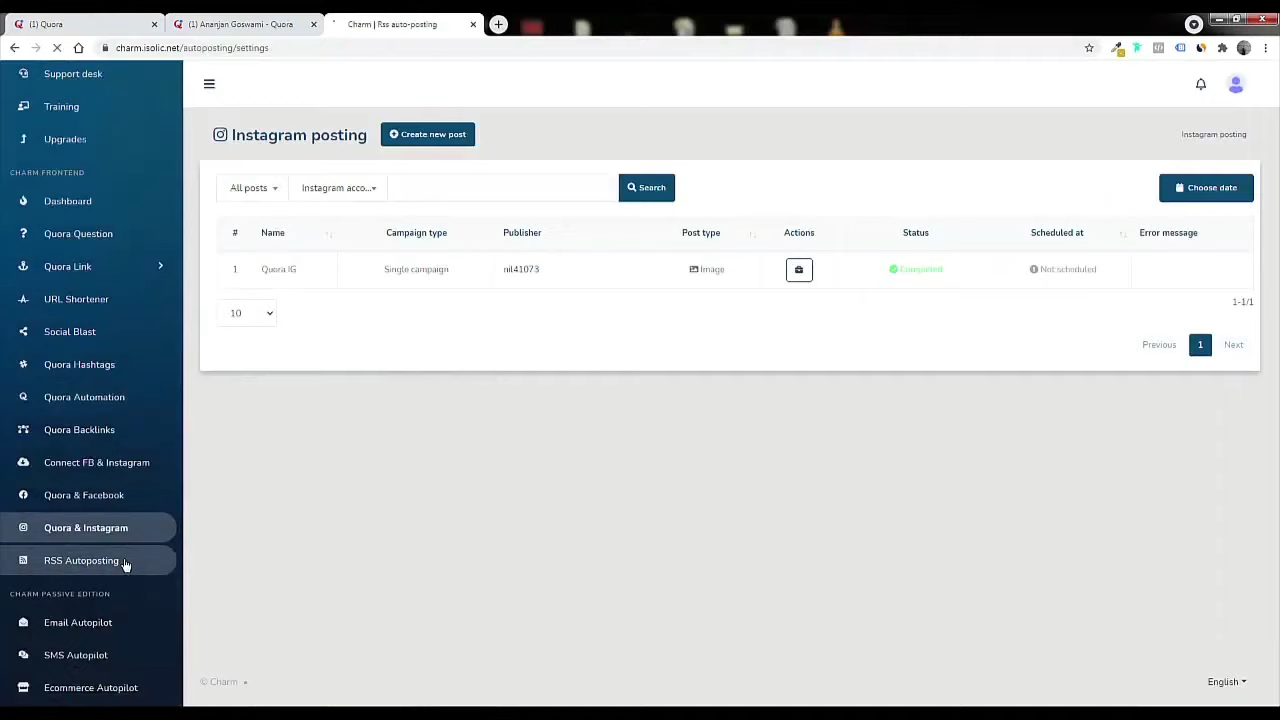 (1) Quora
(1) Ananjan Goswami - Quora
Charm | Rss auto-posting
charm.isolic.net/autoposting/settings
Support desk
Training
Upgrades
CHARM FRONTEND
Dashboard
Quora Question
Quora Link
URL Shortener
Social Blast
Quora Hashtags
Quora Automation
Quora Backlinks
Connect FB & Instagram
Quora & Facebook
Quora & Instagram
RSS Autoposting
CHARM PASSIVE EDITION
Email Autopilot
SMS Autopilot
Ecommerce Autopilot
Instagram posting
Create new post
Instagram posting
All posts
Instagram acco...
Search
Choose date
# Name Campaign type Publisher Post type Actions Status Scheduled at Error message
1 Quora IG Single campaign nil41073 Image Completed Not scheduled
10
1-1/1
Previous 1 Next
© Charm •
English